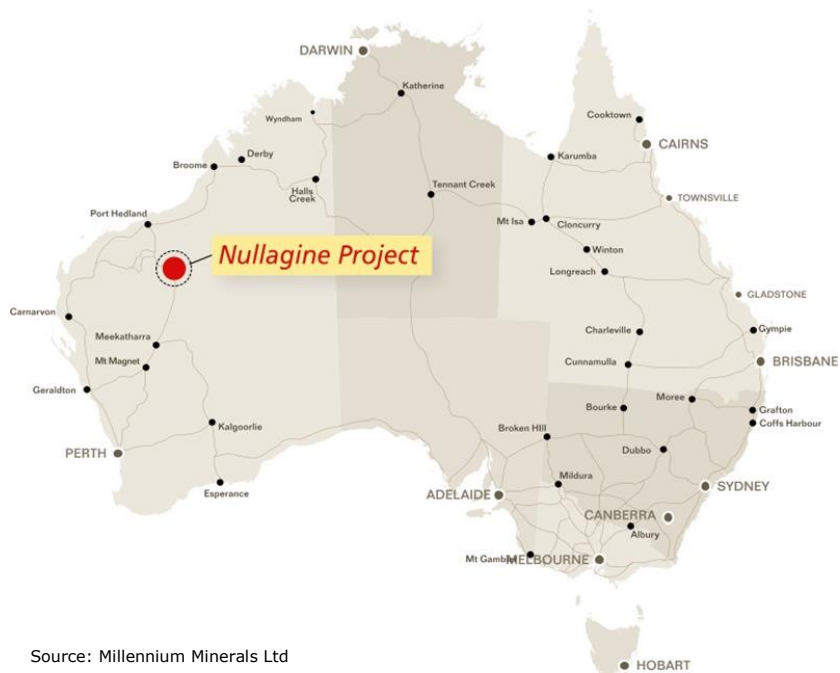 DARWIN
Katherine
Wyndham
Cooktown
CAIRNS
Derby
Broome
Karumba
Halls
Creek
Tennant Creek
TOWNSVILLE
Port Hedland
Mt Isa
Cloncurry
Nullagine Project
Winton
Longreach
GLADSTONE
Carnarvon
Charleville
Gympie
Meekatharra
Mt Magnet
Cunnamulla
BRISBANE
Geraldton
Moree
Bourke
Grafton
Kalgoorlie
Broken HIll
Coffs Harbour
PERTH
Dubbo
Mildura
SYDNEY
Esperance
ADELAIDE
CANBERRA
Albury
Mt Gambier
MELBOURNE
Source: Millennium Minerals Ltd
HOBART